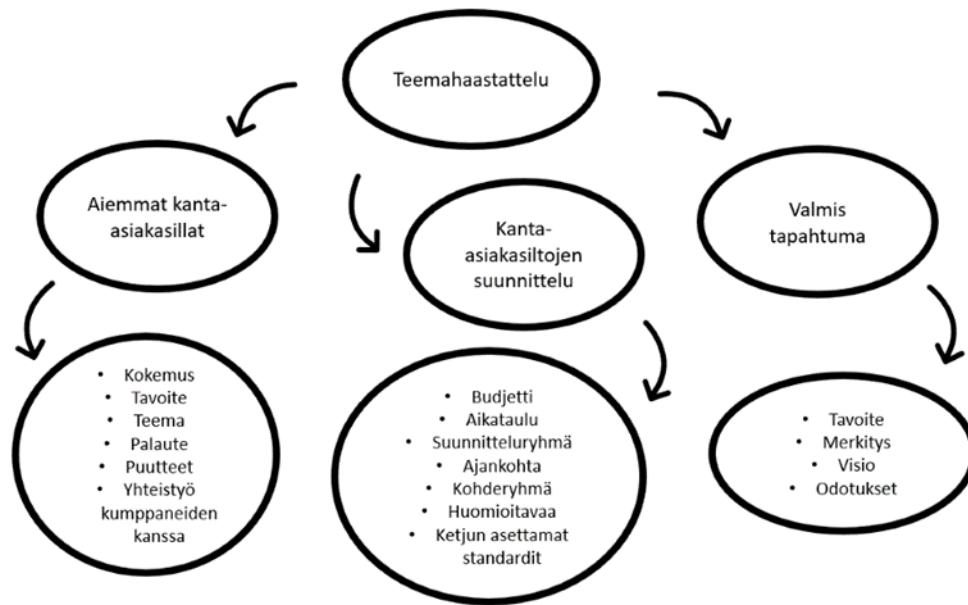 Teemahaastattelu
Aiemmat kanta-
asiakasillat
Kanta-
asiakasiltojen
suunnittelu
Valmis
tapahtuma
• Kokemus
• Tavoite
• Teema
• Palaute
• Puutteet
• Yhteistyö
kumppaneiden
kanssa
• Budjetti
• Aikataulu
• Suunnitteluryhmä
• Ajankohta
• Kohderyhmä
• Huomioitavaa
• Ketjun asettamat
standardit
• Tavoite
• Merkitys
• Visio
• Odotukset